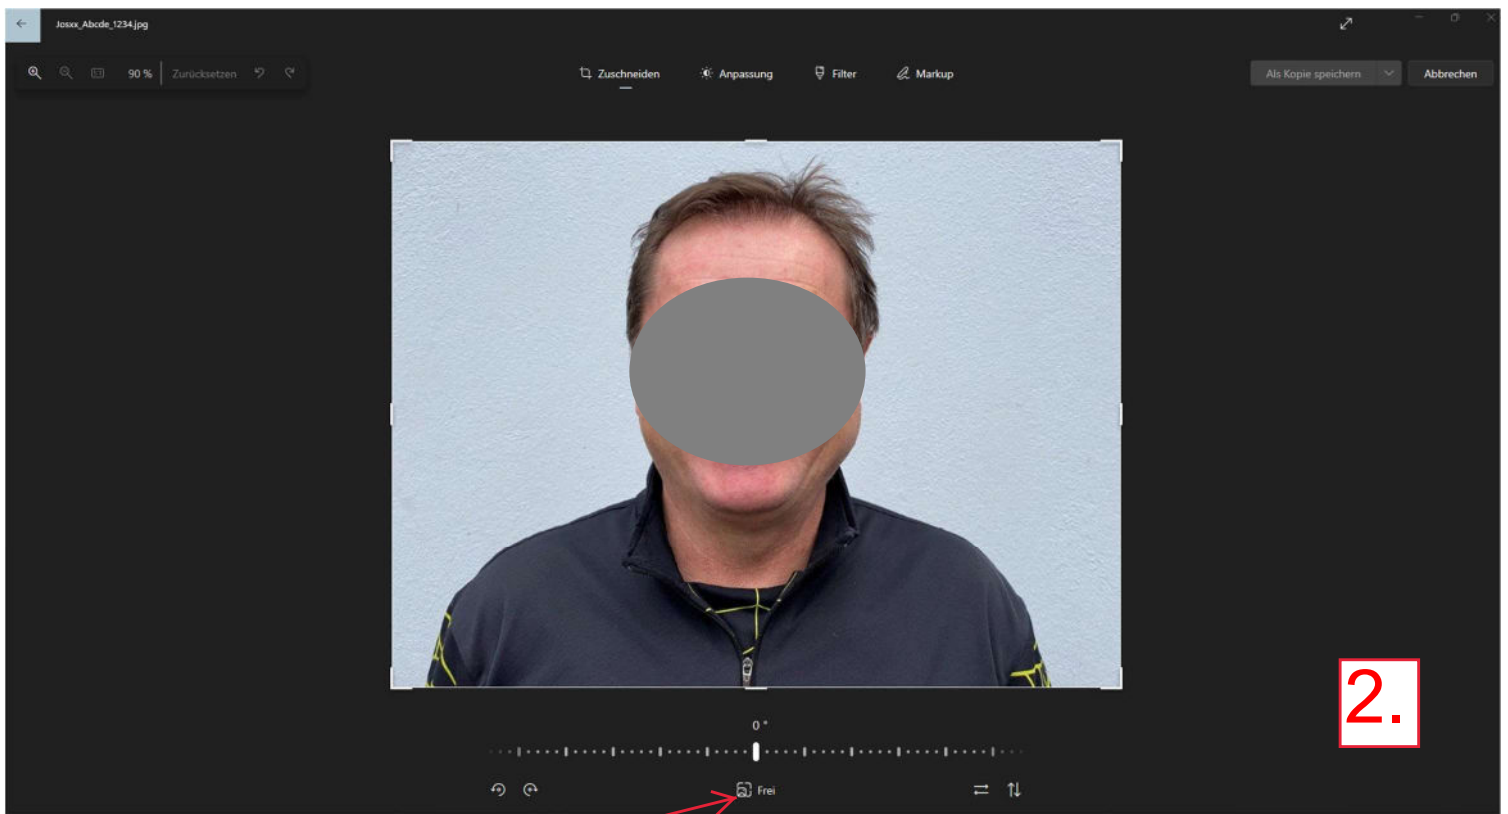 Josxx_Abcde_1234.jpg
90 % Zurücksetzen
Zuschneiden Anpassung Filter Markup
Als Kopie speichern Abbrechen
2.
0 °
Frei